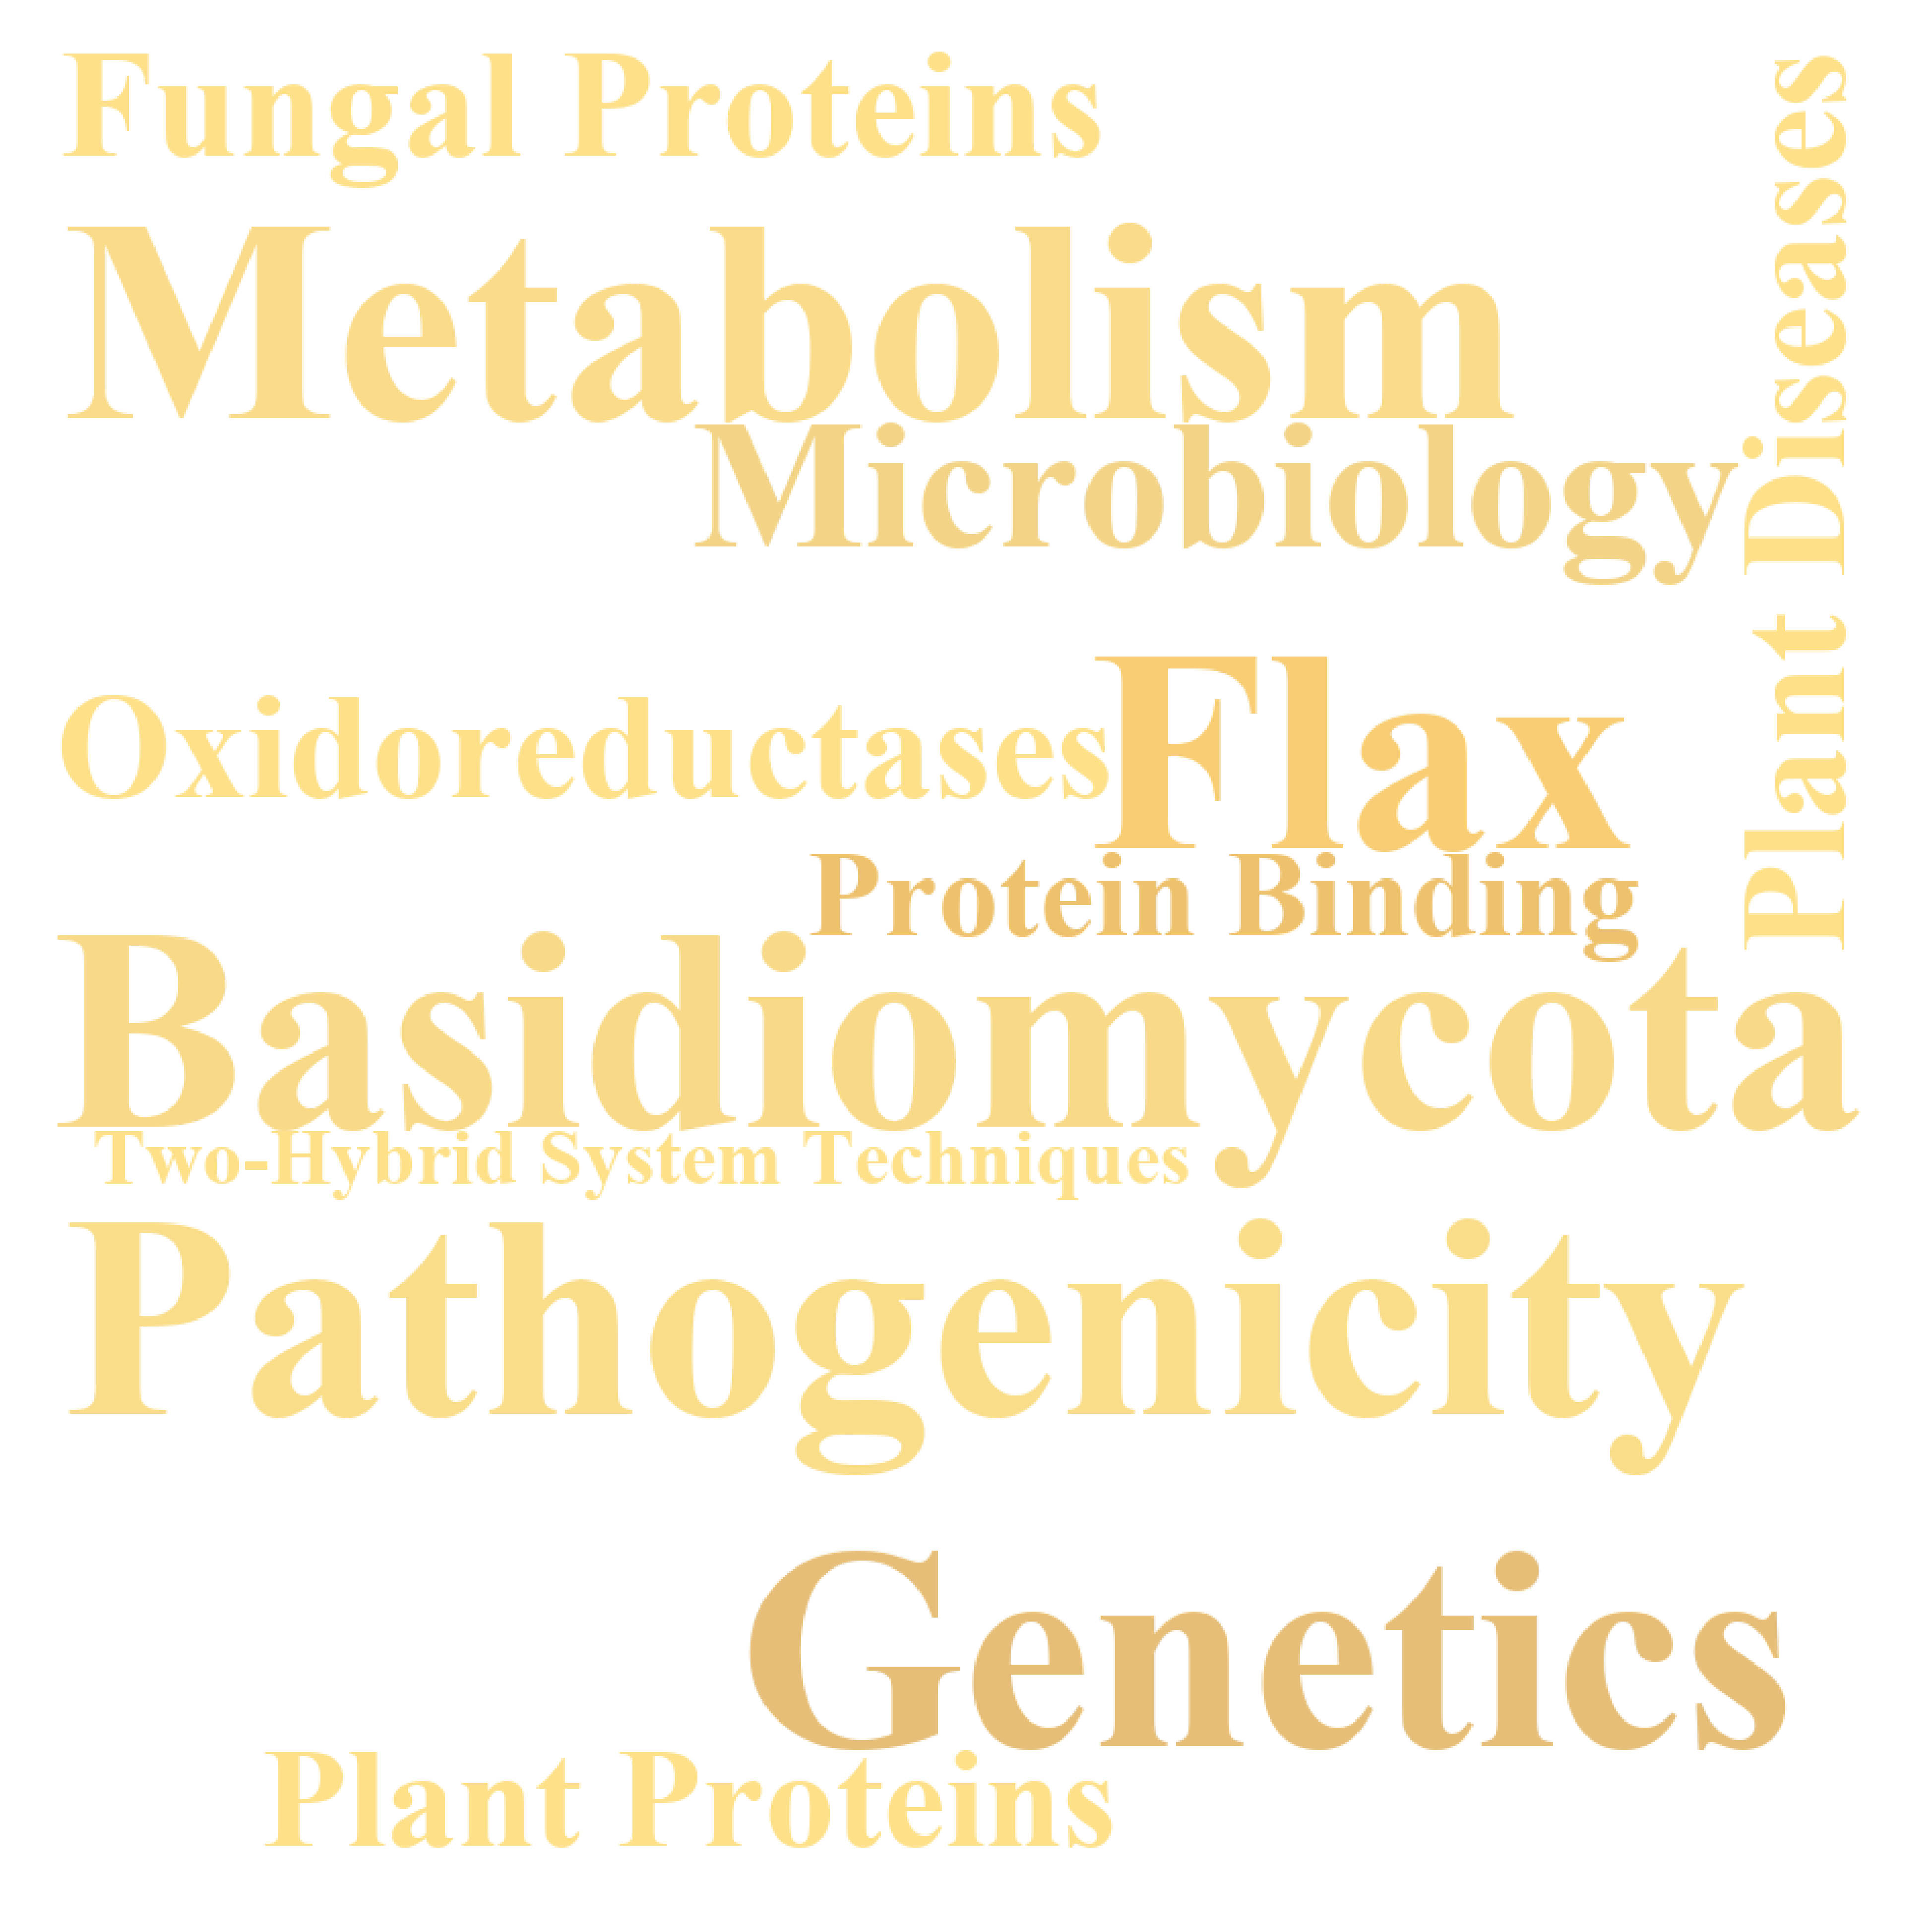 Fungal Proteins
Metabolism
Microbiology
Plant Diseases
Oxidoreductases
Flax
Protein Binding
Basidiomycota
Two-Hybrid System Techniques
Pathogenicity
Genetics
Plant Proteins